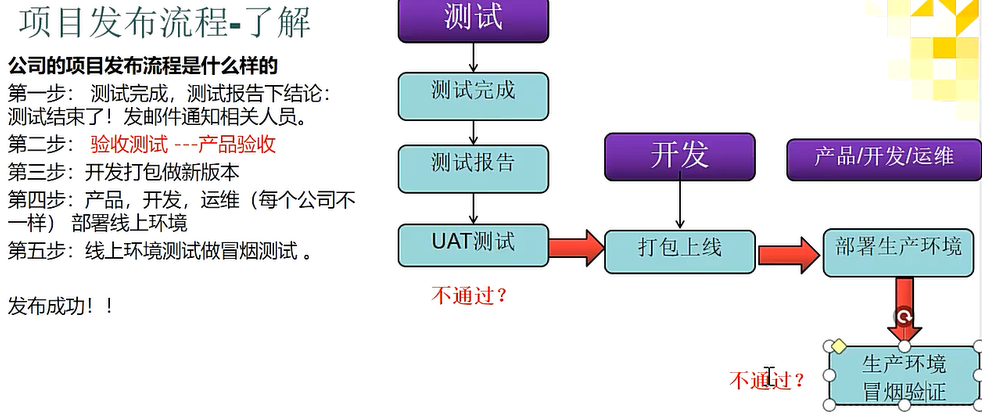 项目发布流程-了解
公司的项目发布流程是什么样的
第一步： 测试完成，测试报告下结论：
测试结束了！发邮件通知相关人员。
第二步： 验收测试 ---产品验收
第三步：开发打包做新版本
第四步：产品，开发，运维（每个公司不
一样） 部署线上环境
第五步：线上环境测试做冒烟测试 。
发布成功！！
测试
测试完成
测试报告
UAT测试
不通过？
开发
打包上线
产品/开发/运维
部署生产环境
生产环境
冒烟验证
不通过？